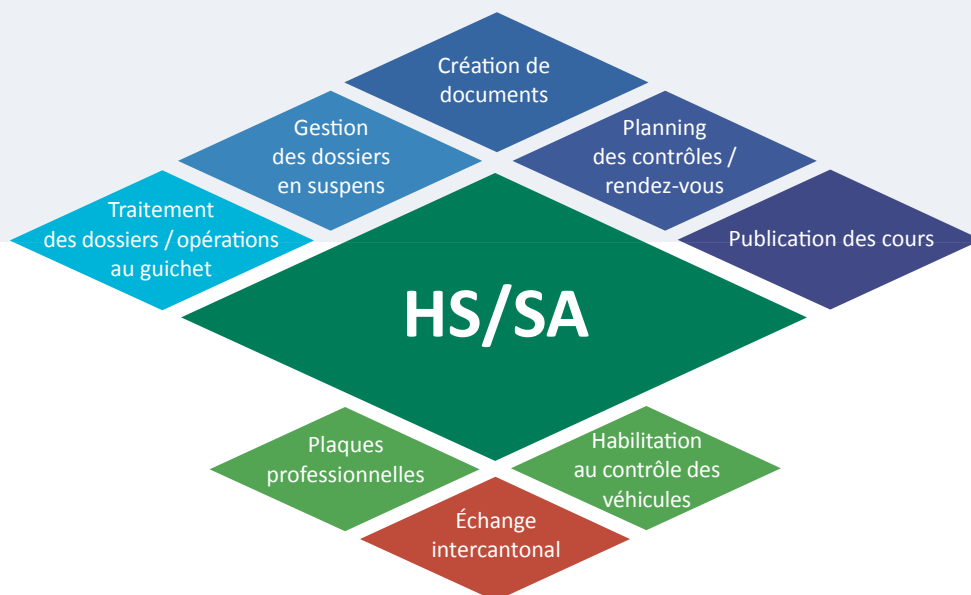 Création de
documents
Gestion
des dossiers
en suspens
Planning
des contrôles /
rendez-vous
Traitement
des dossiers / opérations
au guichet
Publication des cours
HS/SA
Plaques
professionnelles
Habilitation
au contrôle des
véhicules
Échange
intercantonal